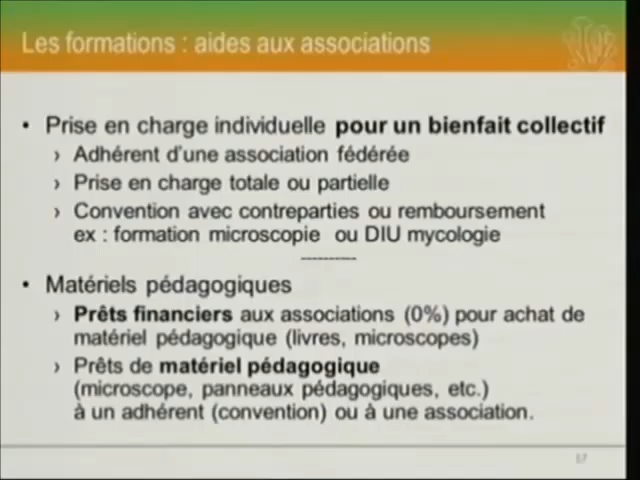 Les formations : aides aux associations
• Prise en charge individuelle pour un bienfait collectif
› Adhérent d'une association fédérée
› Prise en charge totale ou partielle
› Convention avec contreparties ou remboursement
ex : formation microscopie ou DIU mycologie
----------
• Matériels pédagogiques
› Prêts financiers aux associations (0%) pour achat de
matériel pédagogique (livres, microscopes)
› Prêts de matériel pédagogique
(microscope, panneaux pédagogiques, etc.)
à un adhérent (convention) ou à une association.